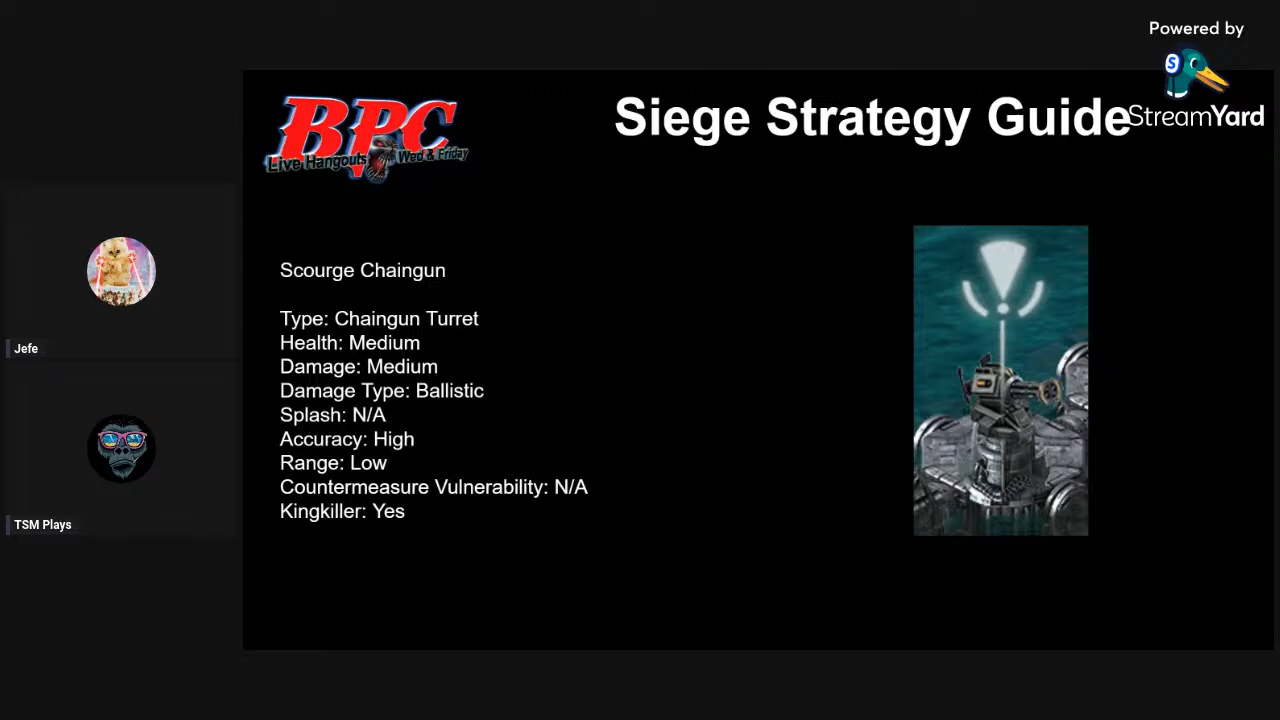 Powered by
S
StreamYard
BPC
Live Hangouts Wed & Friday
Siege Strategy Guide
Scourge Chaingun
Type: Chaingun Turret
Health: Medium
Damage: Medium
Damage Type: Ballistic
Splash: N/A
Accuracy: High
Range: Low
Countermeasure Vulnerability: N/A
Kingkiller: Yes
Jefe
TSM Plays